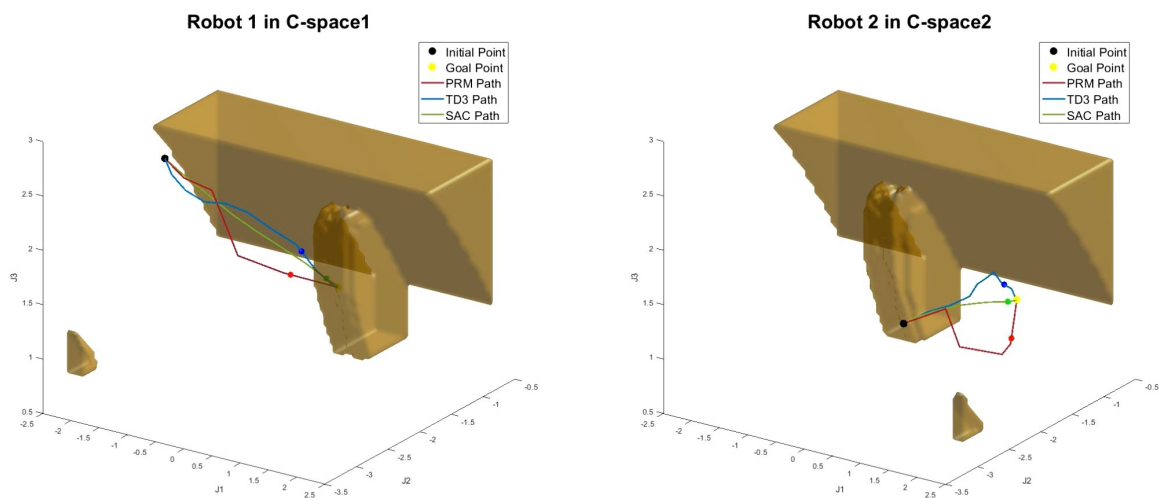 Robot 1 in C-space1
Initial Point
Goal Point
PRM Path
TD3 Path
SAC Path
3
2.5
2
1.5
1
0.5
J3
-2.5
-2
-1.5
-1
-0.5
0
0.5
1
1.5
2
2.5
J1
-3.5
-3
-2.5
-2
-1.5
-1
-0.5
J2
Robot 2 in C-space2
Initial Point
Goal Point
PRM Path
TD3 Path
SAC Path
3
2.5
2
1.5
1
0.5
J3
-2.5
-2
-1.5
-1
-0.5
0
0.5
1
1.5
2
2.5
J1
-3.5
-3
-2.5
-2
-1.5
-1
-0.5
J2